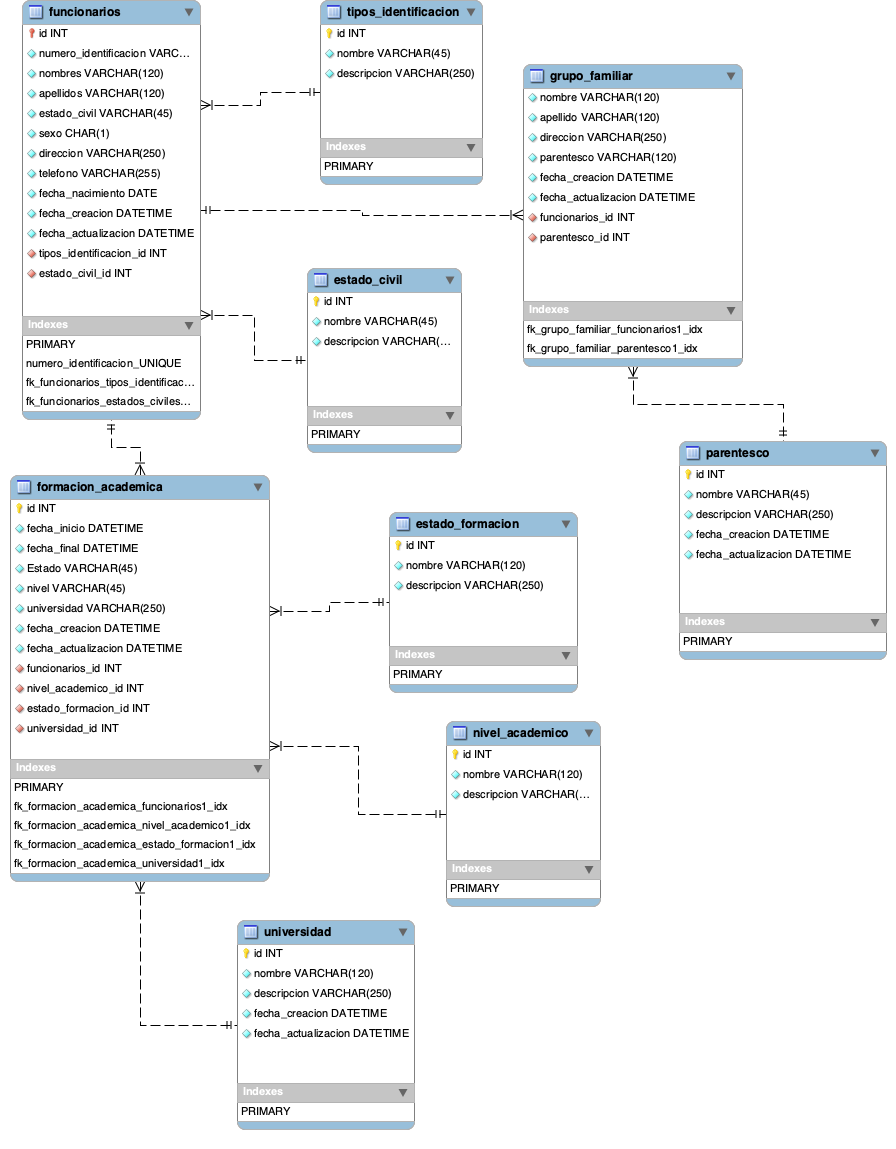 funcionarios
id INT
numero_identificacion VARC...
nombres VARCHAR(120)
apellidos VARCHAR(120)
estado_civil VARCHAR(45)
sexo CHAR(1)
direccion VARCHAR(250)
telefono VARCHAR(255)
fecha_nacimiento DATE
fecha_creacion DATETIME
fecha_actualizacion DATETIME
tipos_identificacion_id INT
estado_civil_id INT
Indexes
PRIMARY
numero_identificacion_UNIQUE
fk_funcionarios_tipos_identificac...
fk_funcionarios_estados_civiles...
tipos_identificacion
id INT
nombre VARCHAR(45)
descripcion VARCHAR(250)
Indexes
PRIMARY
grupo_familiar
nombre VARCHAR(120)
apellido VARCHAR(120)
direccion VARCHAR(250)
parentesco VARCHAR(120)
fecha_creacion DATETIME
fecha_actualizacion DATETIME
funcionarios_id INT
parentesco_id INT
Indexes
fk_grupo_familiar_funcionarios1_idx
fk_grupo_familiar_parentesco1_idx
estado_civil
id INT
nombre VARCHAR(45)
descripcion VARCHAR(...
Indexes
PRIMARY
parentesco
id INT
nombre VARCHAR(45)
descripcion VARCHAR(250)
fecha_creacion DATETIME
fecha_actualizacion DATETIME
Indexes
PRIMARY
formacion_academica
id INT
fecha_inicio DATETIME
fecha_final DATETIME
Estado VARCHAR(45)
nivel VARCHAR(45)
universidad VARCHAR(250)
fecha_creacion DATETIME
fecha_actualizacion DATETIME
funcionarios_id INT
nivel_academico_id INT
estado_formacion_id INT
universidad_id INT
Indexes
PRIMARY
fk_formacion_academica_funcionarios1_idx
fk_formacion_academica_nivel_academico1_idx
fk_formacion_academica_estado_formacion1_idx
fk_formacion_academica_universidad1_idx
estado_formacion
id INT
nombre VARCHAR(120)
descripcion VARCHAR(250)
Indexes
PRIMARY
nivel_academico
id INT
nombre VARCHAR(120)
descripcion VARCHAR(...
Indexes
PRIMARY
universidad
id INT
nombre VARCHAR(120)
descripcion VARCHAR(250)
fecha_creacion DATETIME
fecha_actualizacion DATETIME
Indexes
PRIMARY